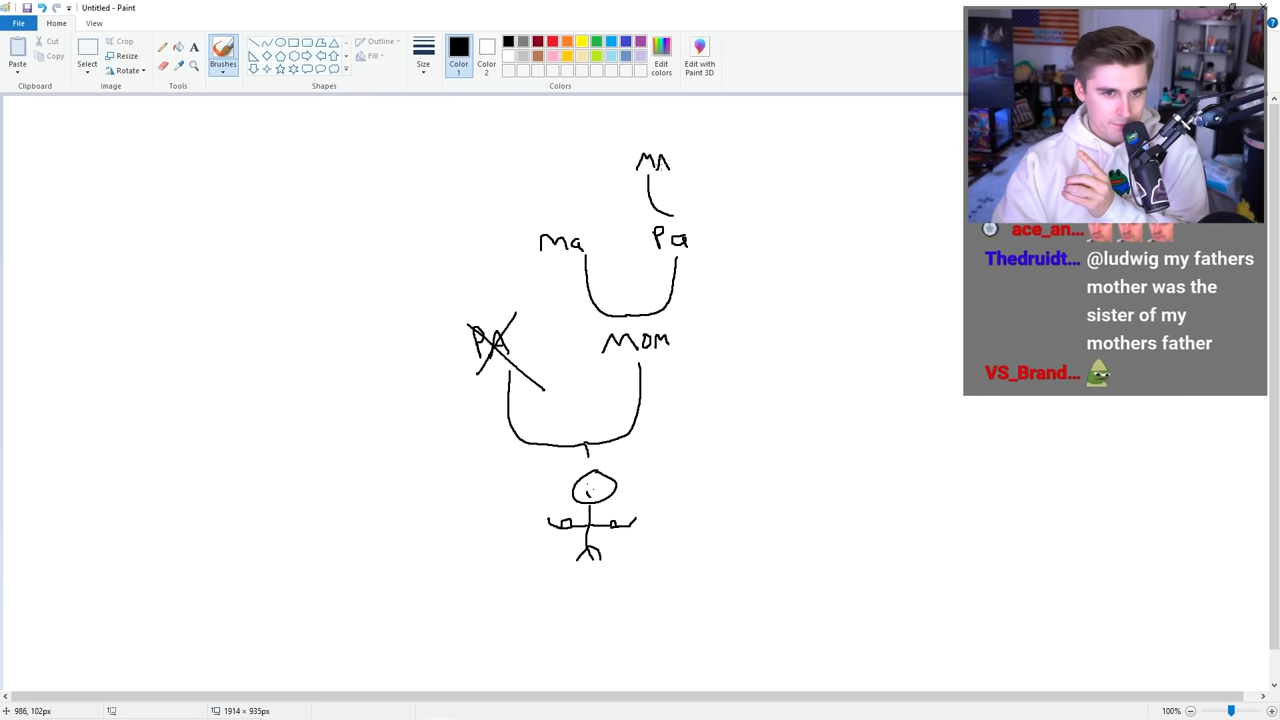 Untitled - Paint
File
Home
View
Paste
Cut
Copy
Clipboard
Select
Crop
Resize
Rotate
Image
A
Tools
Brushes
Outline
Fill
Shapes
Size
Color 1
Color 2
Edit colors
Edit with Paint 3D
Colors
MA
Ma
Pa
PA
MOM
ace_an...
Thedruidt... @ludwig my fathers
mother was the
sister of my
mothers father
VS_Brand...
986, 102px
1914 × 935px
100%